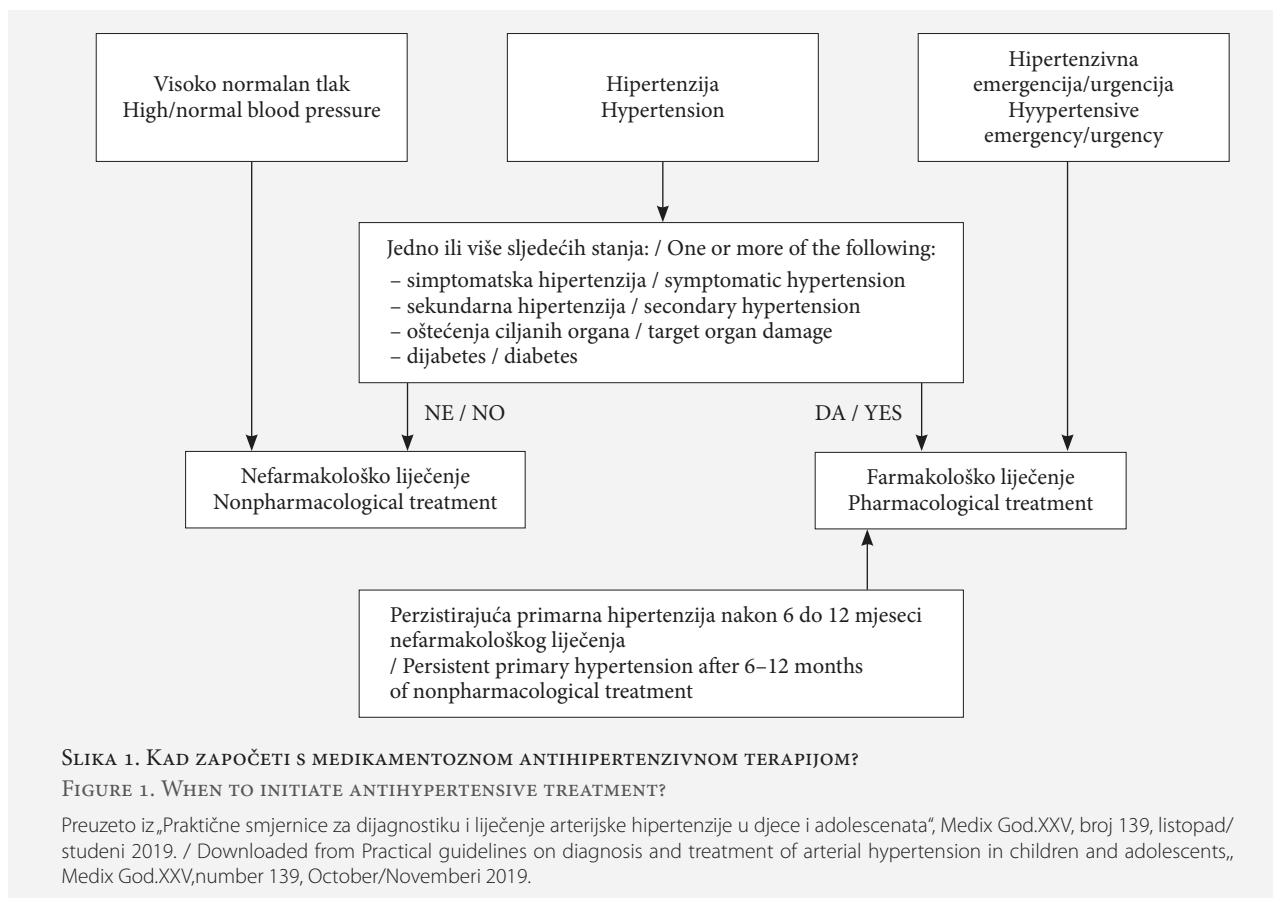 Visoko normalan tlak
High/normal blood pressure
Hipertenzija
Hypertension
Hipertenzivna
emergencija/urgencija
Hyypertensive
emergency/urgency
Jedno ili više sljedećih stanja: / One or more of the following:
– simptomatska hipertenzija / symptomatic hypertension
– sekundarna hipertenzija / secondary hypertension
– oštećenja ciljanih organa / target organ damage
– dijabetes / diabetes
NE / NO
DA / YES
Nefarmakološko liječenje
Nonpharmacological treatment
Farmakološko liječenje
Pharmacological treatment
Perzistirajuća primarna hipertenzija nakon 6 do 12 mjeseci
nefarmakološkog liječenja
/ Persistent primary hypertension after 6–12 months
of nonpharmacological treatment
Slika 1. Kad započeti s medikamentoznom antihipertenzivnom terapijom?
Figure 1. When to initiate antihypertensive treatment?
Preuzeto iz „Praktične smjernice za dijagnostiku i liječenje arterijske hipertenzije u djece i adolescenata“, Medix God.XXV, broj 139, listopad/
studeni 2019. / Downloaded from Practical guidelines on diagnosis and treatment of arterial hypertension in children and adolescents,,
Medix God.XXV,number 139, October/Novemberi 2019.